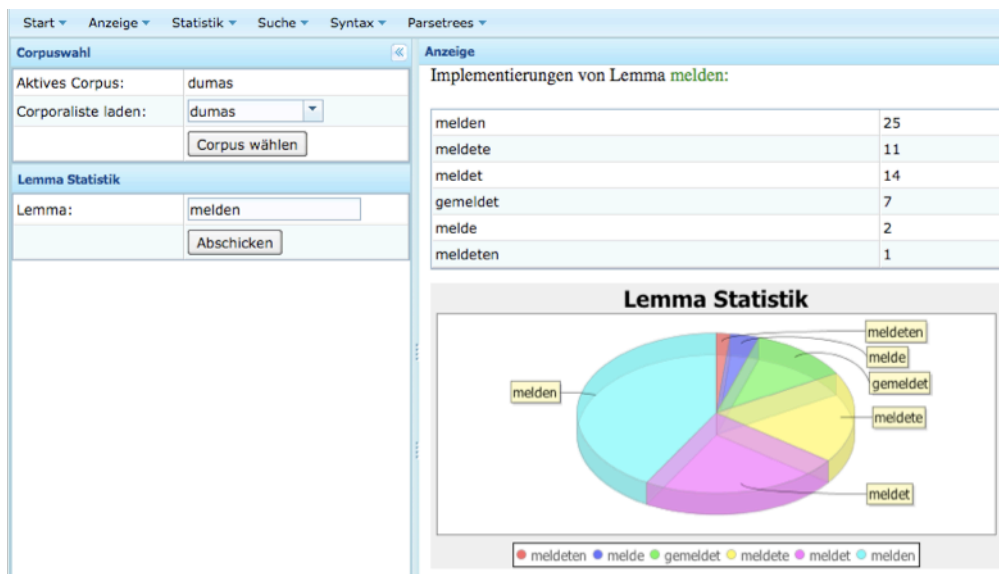 Start Anzeige Statistik Suche Syntax Parsetrees
Corpuswahl
Aktives Corpus: dumas
Corporaliste laden: dumas
Corpus wählen
Lemma Statistik
Lemma: melden
Abschicken
Anzeige
Implementierungen von Lemma melden:
melden 25
meldete 11
meldet 14
gemeldet 7
melde 2
meldeten 1
Lemma Statistik
meldeten
melde
gemeldet
melden
meldete
meldet
meldeten melde gemeldet meldete meldet melden